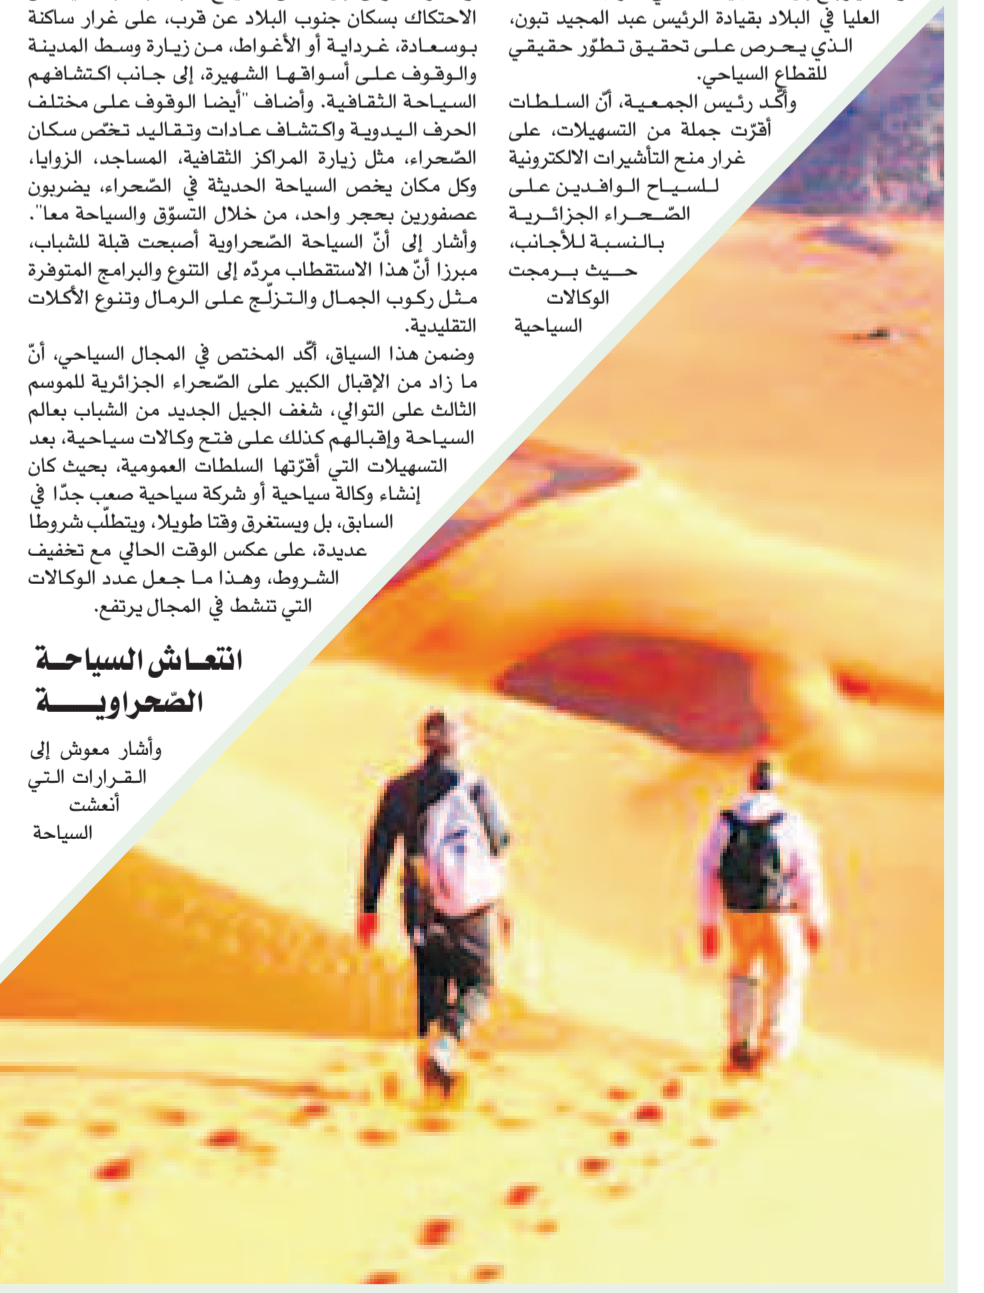 العليا في البلاد بقيادة الرئيس عبد المجيد تبون،
الذي يحرص على تحقيق تطوّر حقيقي
للقطاع السياحي.
وأكّد رئيس الجمعية، أنّ السلطات
أقرّت جملة من التسهيلات، على
غرار منح التأشيرات الالكترونية
للسياح الوافدين على
الصّحراء الجزائرية
بالنسبة للأجانب،
حيث برمجت
الوكالات
السياحية
الاحتكاك بسكان جنوب البلاد عن قرب، على غرار ساكنة
بوسعادة، غرداية أو الأغواط، من زيارة وسط المدينة
والوقوف على أسواقها الشهيرة، إلى جانب اكتشافهم
السياحة الثقافية. وأضاف "أيضا الوقوف على مختلف
الحرف اليدوية واكتشاف عادات وتقاليد تخصّ سكان
الصّحراء، مثل زيارة المراكز الثقافية، المساجد، الزوايا،
وكل مكان يخص السياحة الحديثة في الصّحراء، يضربون
عصفورين بحجر واحد، من خلال التسوّق والسياحة معا".
وأشار إلى أنّ السياحة الصّحراوية أصبحت قبلة للشباب،
مبرزا أنّ هذا الاستقطاب مردّه إلى التنوع والبرامج المتوفرة
مثل ركوب الجمال والتزلّج على الرمال وتنوع الأكلات
التقليدية.
وضمن هذا السياق، أكّد المختص في المجال السياحي، أنّ
ما زاد من الإقبال الكبير على الصّحراء الجزائرية للموسم
الثالث على التوالي، شغف الجيل الجديد من الشباب بعالم
السياحة وإقبالهم كذلك على فتح وكالات سياحية، بعد
التسهيلات التي أقرّتها السلطات العمومية، بحيث كان
إنشاء وكالة سياحية أو شركة سياحية صعب جدّا في
السابق، بل ويستغرق وقتا طويلا، ويتطلّب شروطا
عديدة، على عكس الوقت الحالي مع تخفيف
الشروط، وهذا ما جعل عدد الوكالات
التي تنشط في المجال يرتفع.
انتعاش السياحة
الصّحراوية
وأشار معوش إلى
القرارات التي
أنعشت
السياحة